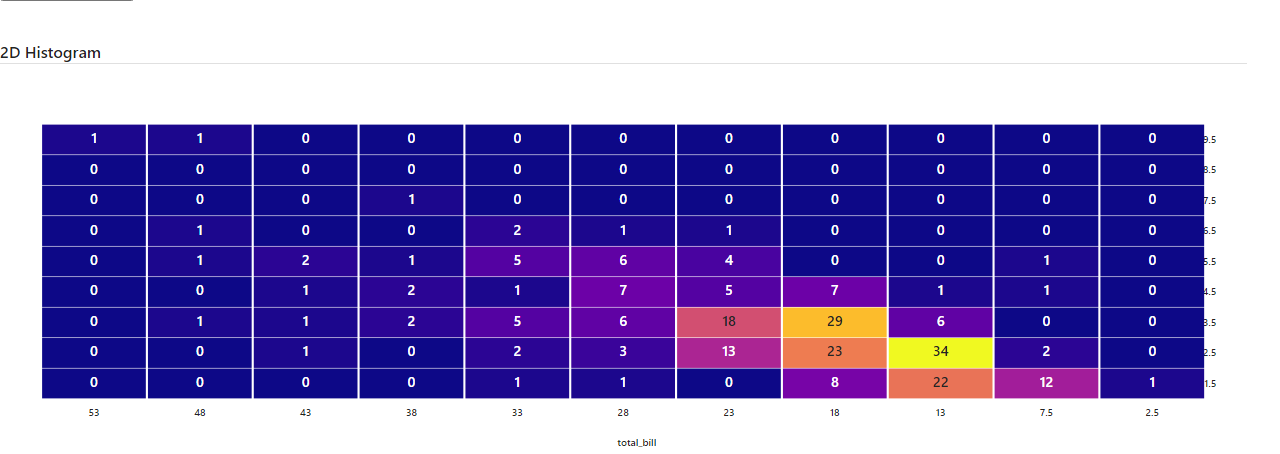 2D Histogram
1 1 0 0 0 0 0 0 0 0 0 9.5
0 0 0 0 0 0 0 0 0 0 0 8.5
0 0 0 1 0 0 0 0 0 0 0 7.5
0 1 0 0 2 1 1 0 0 0 0 6.5
0 1 2 1 5 6 4 0 0 1 0 5.5
0 0 1 2 1 7 5 7 1 1 0 4.5
0 1 1 2 5 6 18 29 6 0 0 3.5
0 0 1 0 2 3 13 23 34 2 0 2.5
0 0 0 0 1 1 0 8 22 12 1 1.5
53 48 43 38 33 28 23 18 13 7.5 2.5
total_bill